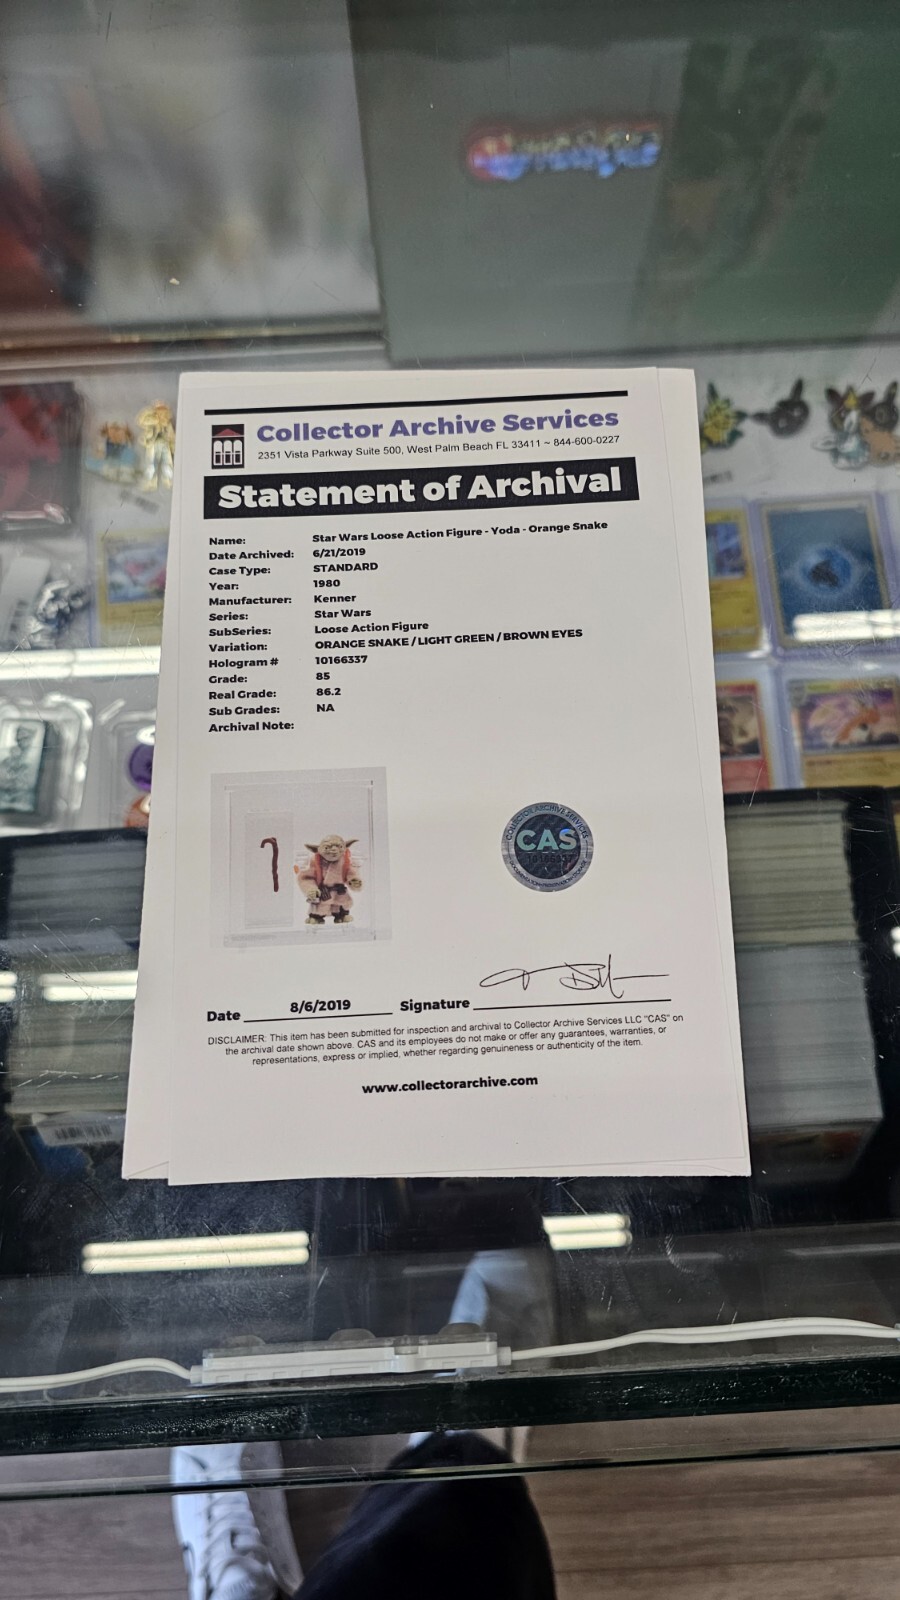 Collector Archive Services
2351 Vista Parkway Suite 500, West Palm Beach FL 33411 ~ 844-600-0227
Statement of Archival
Name: Star Wars Loose Action Figure - Yoda - Orange Snake
Date Archived: 6/21/2019
Case Type: STANDARD
Year: 1980
Manufacturer: Kenner
Series: Star Wars
SubSeries: Loose Action Figure
Variation: ORANGE SNAKE / LIGHT GREEN / BROWN EYES
Hologram # 10166337
Grade: 85
Real Grade: 86.2
Sub Grades: NA
Archival Note:
COLLECTOR ARCHIVE SERVICES
CAS
10166337
Date 8/6/2019 Signature
DISCLAIMER: This item has been submitted for inspection and archival to Collector Archive Services LLC "CAS" on
the archival date shown above. CAS and its employees do not make or offer any guarantees, warranties, or
representations, express or implied, whether regarding genuineness or authenticity of the item.
www.collectorarchive.com